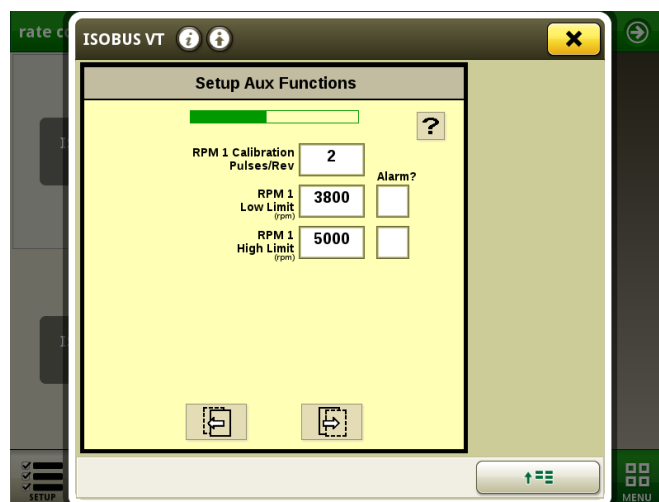 rate co
ISOBUS VT
Setup Aux Functions
?
RPM 1 Calibration
Pulses/Rev
2
Alarm?
RPM 1
Low Limit
(rpm)
3800
RPM 1
High Limit
(rpm)
5000
I
I
SETUP
MENU